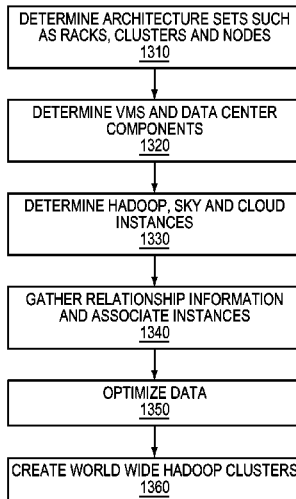 DETERMINE ARCHITECTURE SETS SUCH
AS RACKS, CLUSTERS AND NODES
1310
DETERMINE VMS AND DATA CENTER
COMPONENTS
1320
DETERMINE HADOOP, SKY AND CLOUD
INSTANCES
1330
GATHER RELATIONSHIP INFORMATION
AND ASSOCIATE INSTANCES
1340
OPTIMIZE DATA
1350
CREATE WORLD WIDE HADOOP CLUSTERS
1360